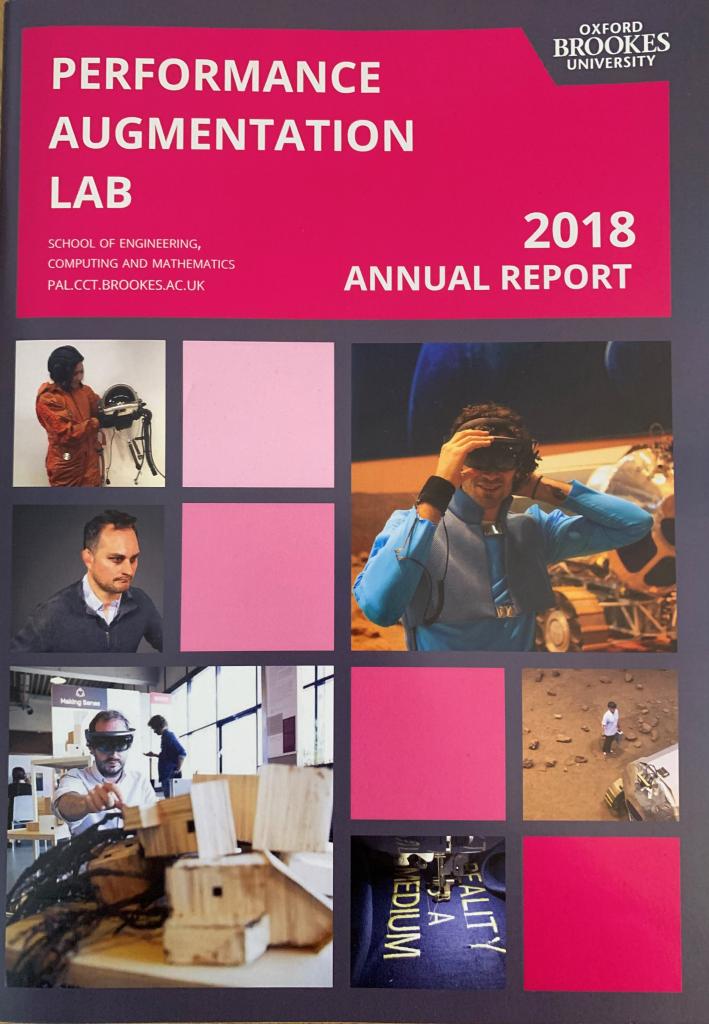 OXFORD
BROOKES
UNIVERSITY
PERFORMANCE
AUGMENTATION
LAB
SCHOOL OF ENGINEERING,
COMPUTING AND MATHEMATICS
PAL.CCT.BROOKES.AC.UK
2018
ANNUAL REPORT
Making Sense
REALITY
AS A
MEDIUM